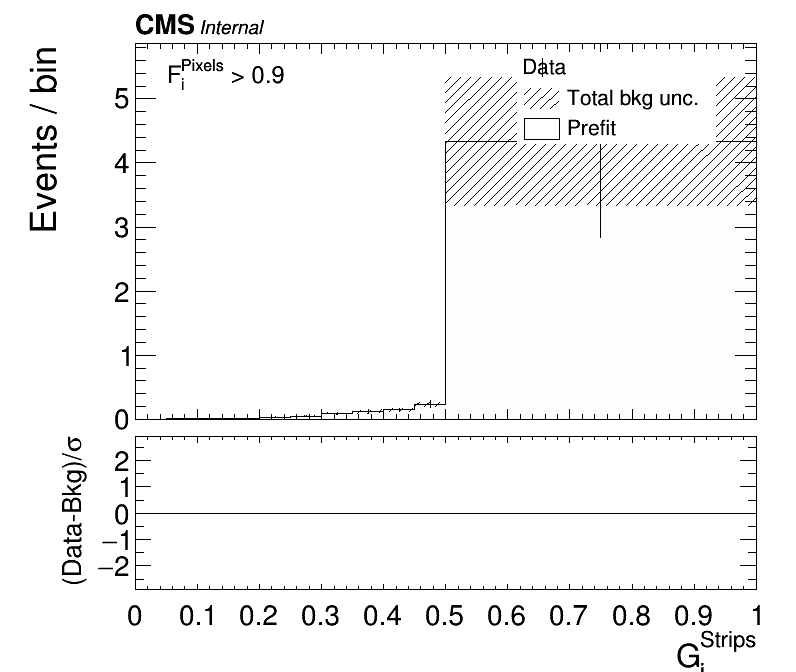 CMS Internal
F_i^Pixels > 0.9
Data
Total bkg unc.
Prefit
Events / bin
5
4
3
2
1
0
(Data-Bkg)/σ
2
1
0
−1
−2
0 0.1 0.2 0.3 0.4 0.5 0.6 0.7 0.8 0.9 1
G_i^Strips